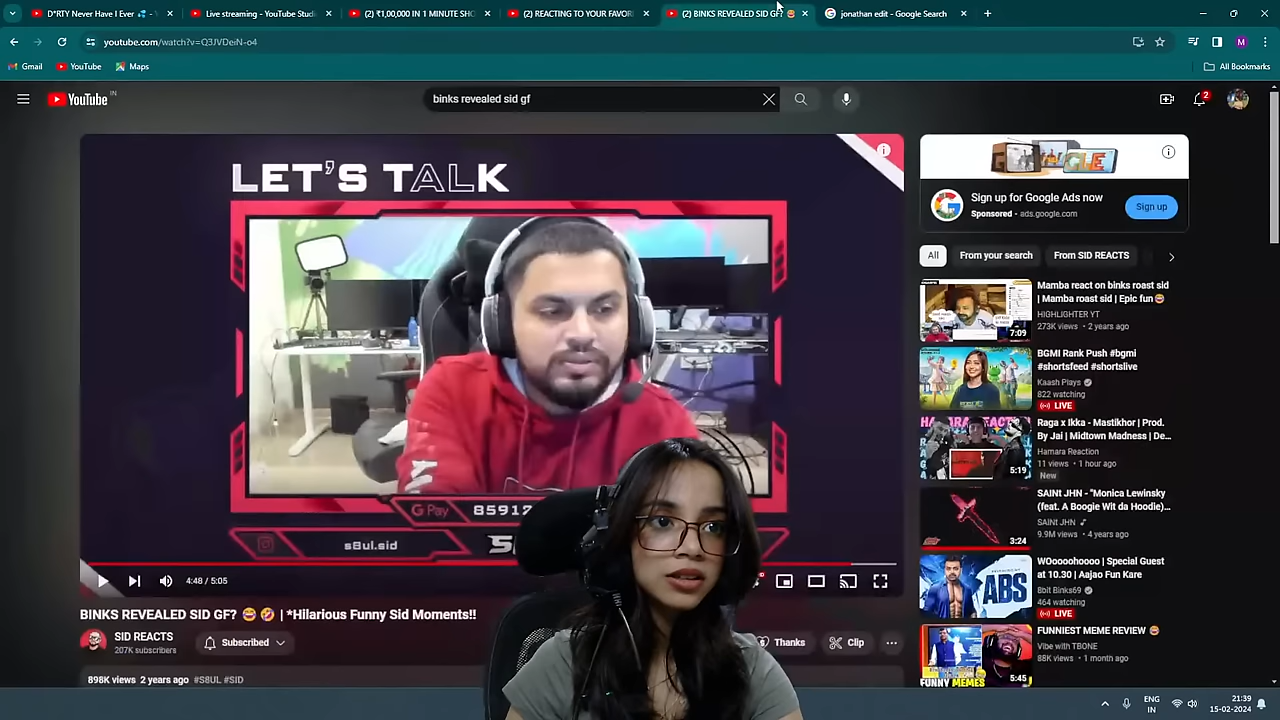 D*RTY Never Have I Ever
Live streaming - YouTube Studio
(2) ₹1,00,000 IN 1 MINUTE
(2) REACTING TO YOUR FAVOR
(2) BINKS REVEALED SID GF? 😂
jonathan edit - Google Search
youtube.com/watch?v=Q3JVDeiN-o4
Gmail
YouTube
Maps
All Bookmarks
YouTube IN
binks revealed sid gf
2
LET'S TALK
G Pay
85912
s8ul.sid
4:48 / 5:05
BINKS REVEALED SID GF? 😂 🤣 | *Hilarious Funny Sid Moments!!
SID REACTS
207K subscribers
Subscribed
Thanks
Clip
898K views 2 years ago #S8UL #SID
Sign up for Google Ads now
Sponsored · ads.google.com
Sign up
All
From your search
From SID REACTS
Mamba react on binks roast sid
| Mamba roast sid | Epic fun😂
HIGHLIGHTER YT
273K views • 2 years ago
7:09
BGMI Rank Push #bgmi
#shortsfeed #shortslive
Kaash Plays
822 watching
LIVE
Raga x Ikka - Mastikhor | Prod.
By Jai | Midtown Madness | De...
Hamara Reaction
11 views • 1 hour ago
New
5:19
SAINt JHN - "Monica Lewinsky
(feat. A Boogie Wit da Hoodie)...
SAINt JHN
9.9M views • 4 years ago
3:24
WOoooohoooo | Special Guest
at 10.30 | Aajao Fun Kare
8bit Binks69
464 watching
LIVE
ABS
FUNNIEST MEME REVIEW 😂
Vibe with TBONE
88K views • 1 month ago
FUNNY MEMES
5:45
ENG
IN
21:39
15-02-2024